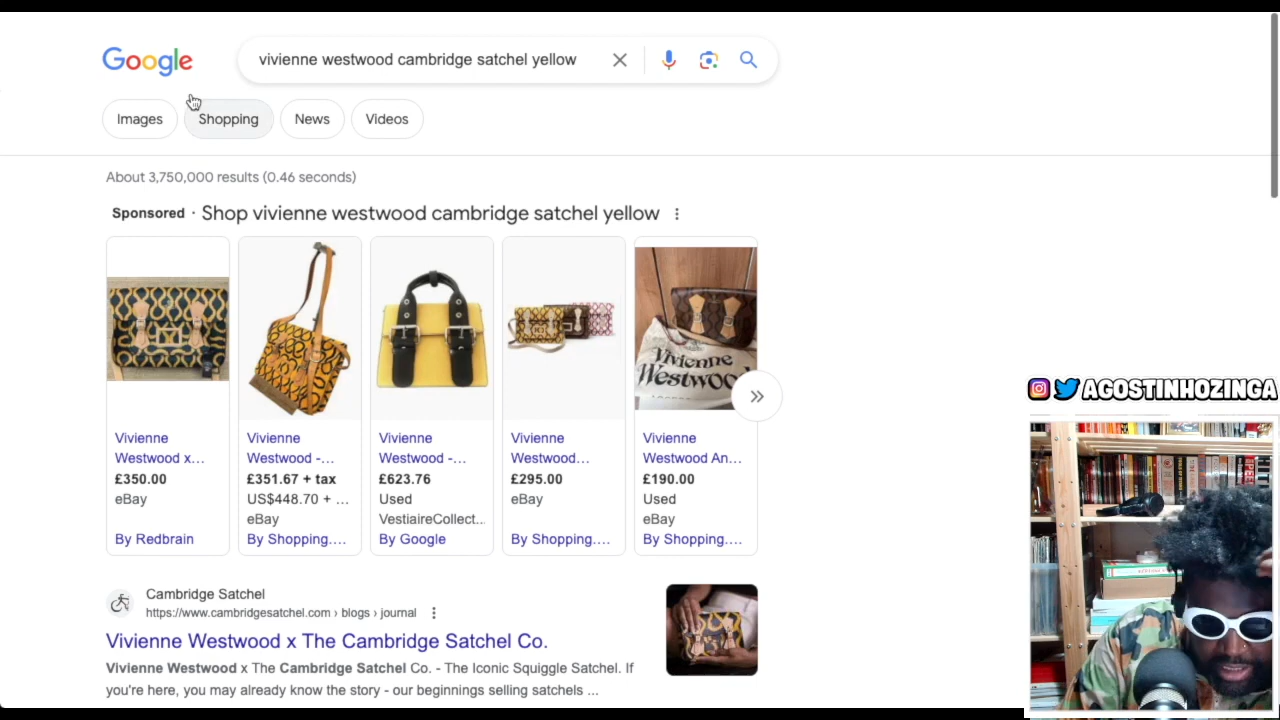 Google
vivienne westwood cambridge satchel yellow
Images
Shopping
News
Videos
About 3,750,000 results (0.46 seconds)
Sponsored · Shop vivienne westwood cambridge satchel yellow
Vivienne
Westwood x...
£350.00
eBay
By Redbrain
Vivienne
Westwood -...
£351.67 + tax
US$448.70 + ...
eBay
By Shopping....
Vivienne
Westwood -...
£623.76
Used
VestiaireCollect...
By Google
Vivienne
Westwood...
£295.00
eBay
By Shopping....
Vivienne
Westwood
Vivienne
Westwood An...
£190.00
Used
eBay
By Shopping....
AGOSTINHOZINGA
Cambridge Satchel
https://www.cambridgesatchel.com › blogs › journal
Vivienne Westwood x The Cambridge Satchel Co.
Vivienne Westwood x The Cambridge Satchel Co. - The Iconic Squiggle Satchel. If
you're here, you may already know the story - our beginnings selling satchels ...